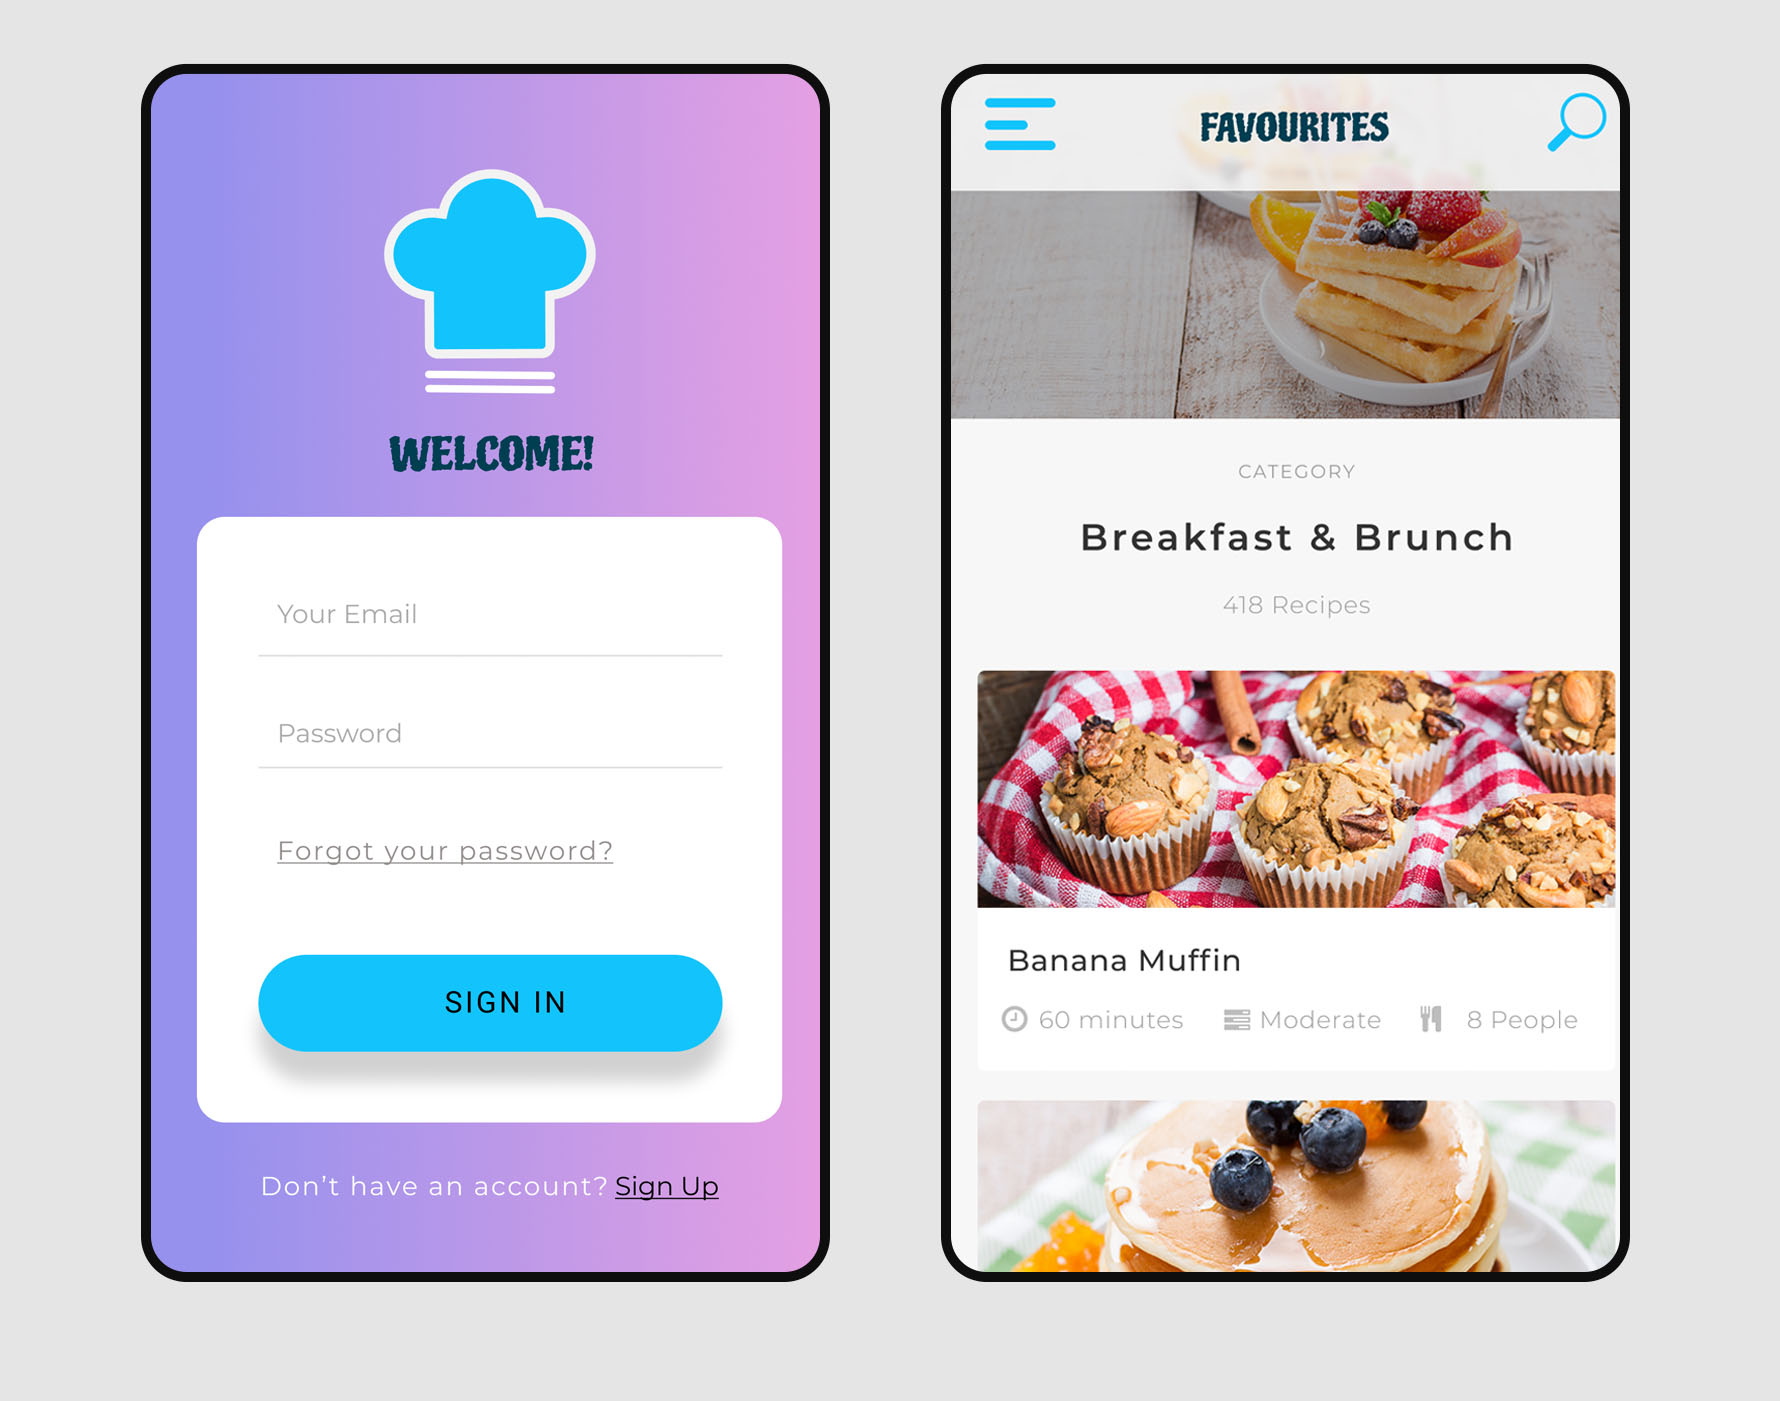 WELCOME!
Your Email
Password
Forgot your password?
SIGN IN
Don't have an account? Sign Up
FAVOURITES
CATEGORY
Breakfast & Brunch
418 Recipes
Banana Muffin
60 minutes Moderate 8 People